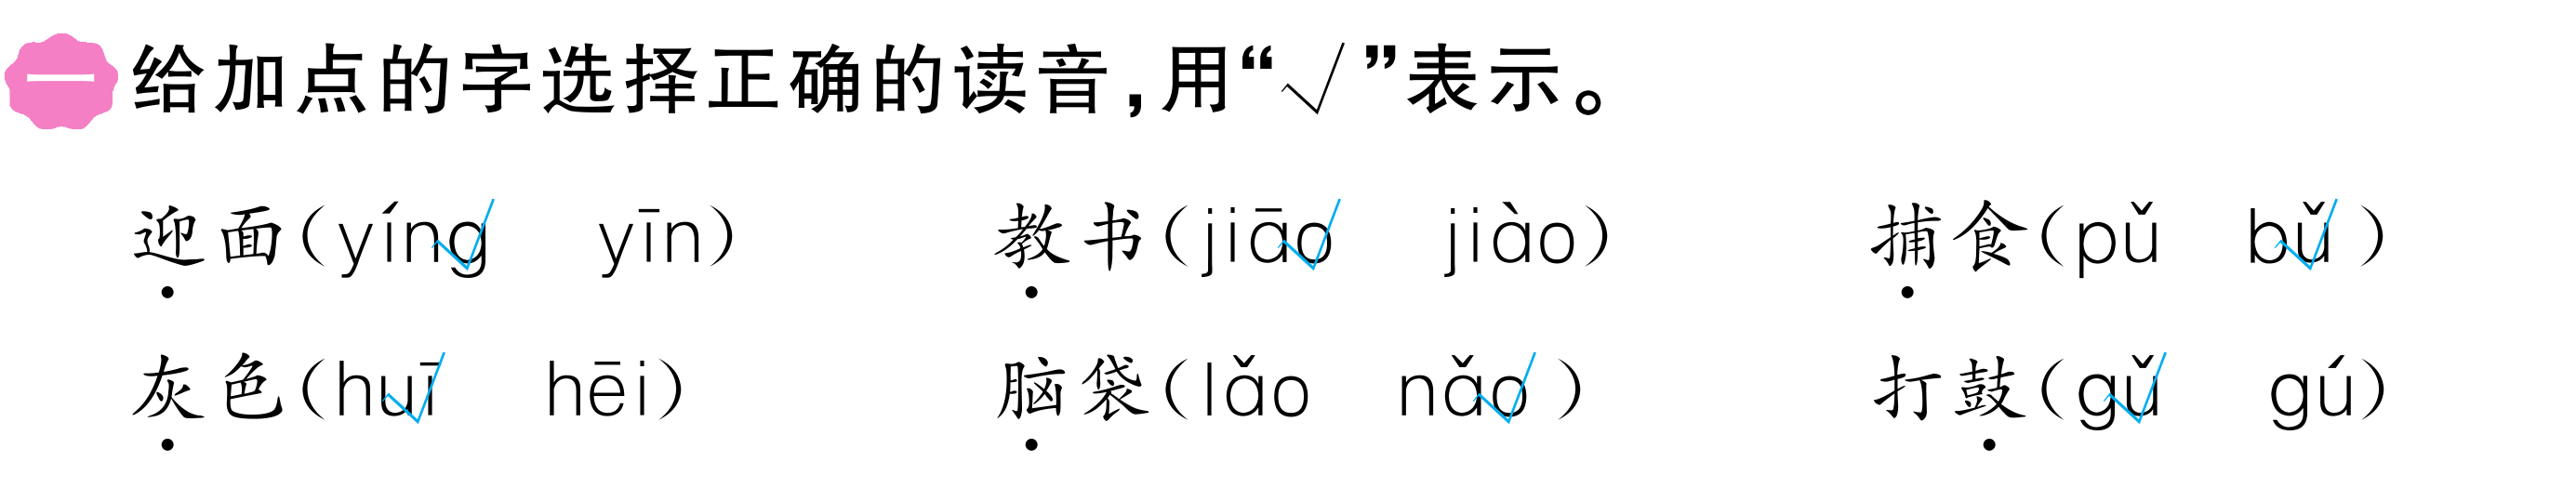 一 给加点的字选择正确的读音,用“√”表示。
迎面(yíng√ yīn) 教书(jiāo√ jiào) 捕食(pǔ bǔ√)
灰色(huī√ hēi) 脑袋(lǎo nǎo√) 打鼓(gǔ√ gú)